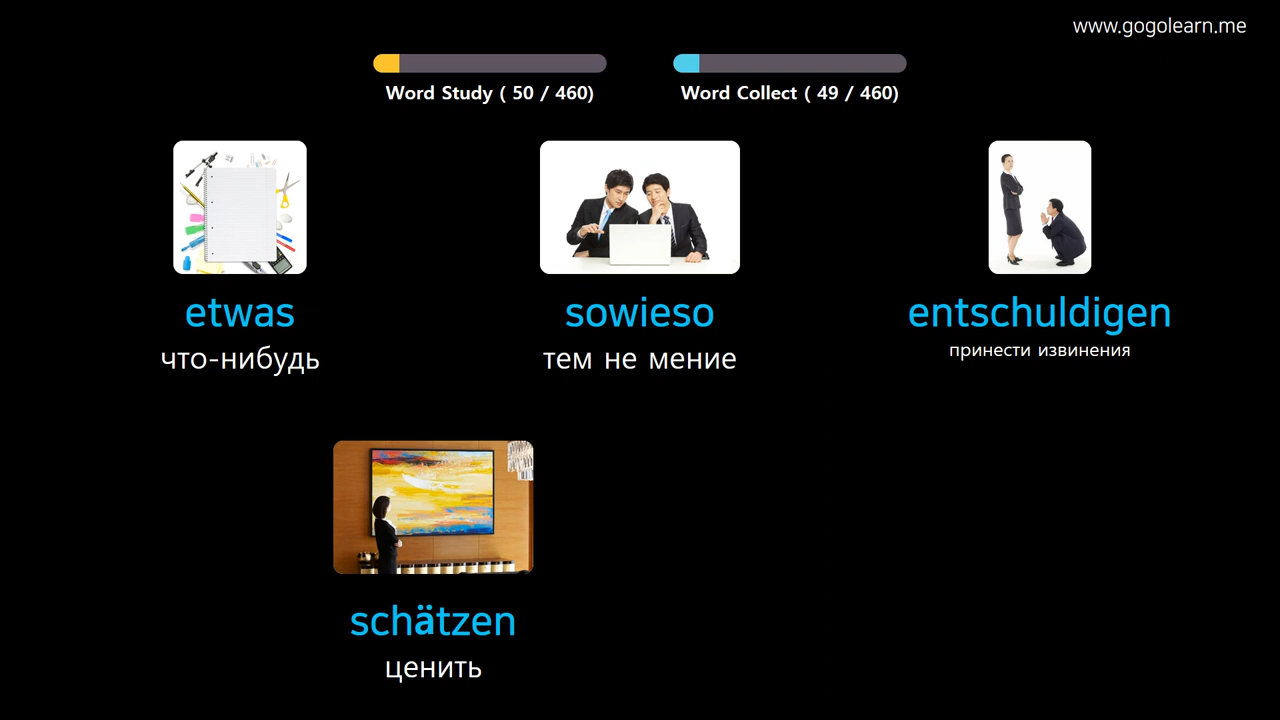 www.gogolearn.me
Word Study ( 50 / 460)
Word Collect ( 49 / 460)
etwas
что-нибудь
sowieso
тем не мение
entschuldigen
принести извинения
schätzen
ценить